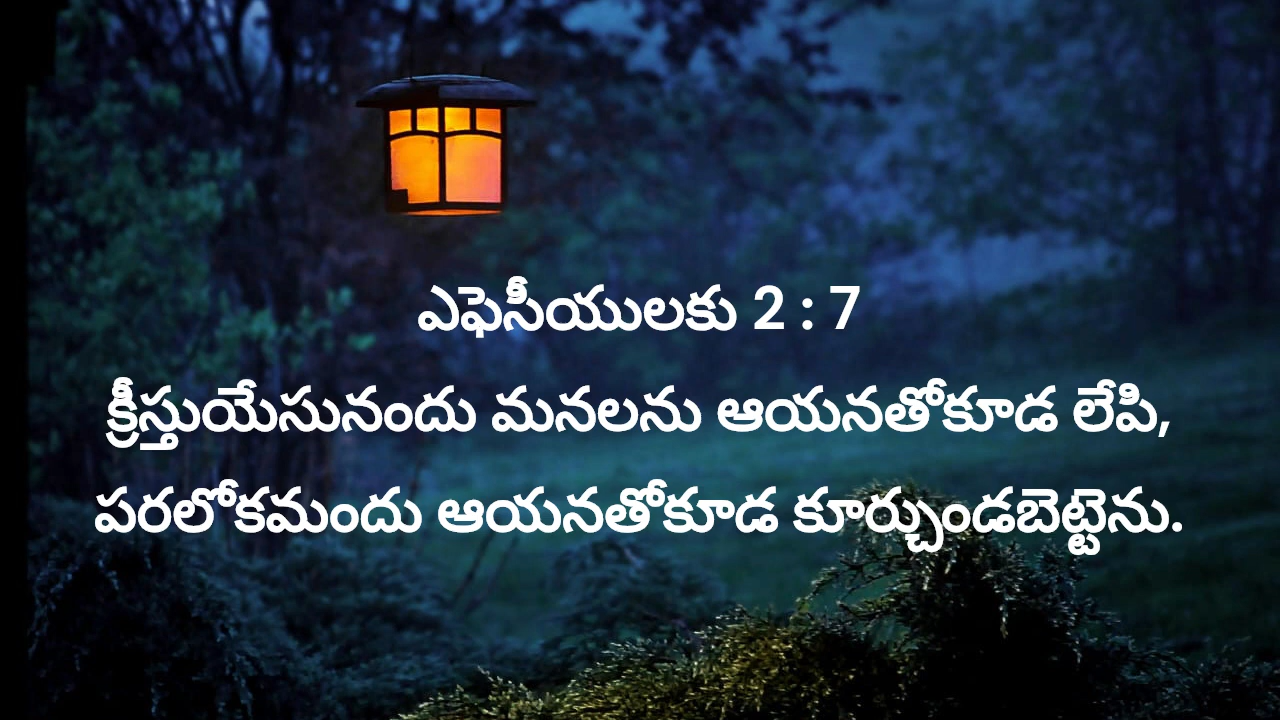 ఎఫెసీయులకు 2 : 7
క్రీస్తుయేసునందు మనలను ఆయనతోకూడ లేపి,
పరలోకమందు ఆయనతోకూడ కూర్చుండబెట్టెను.